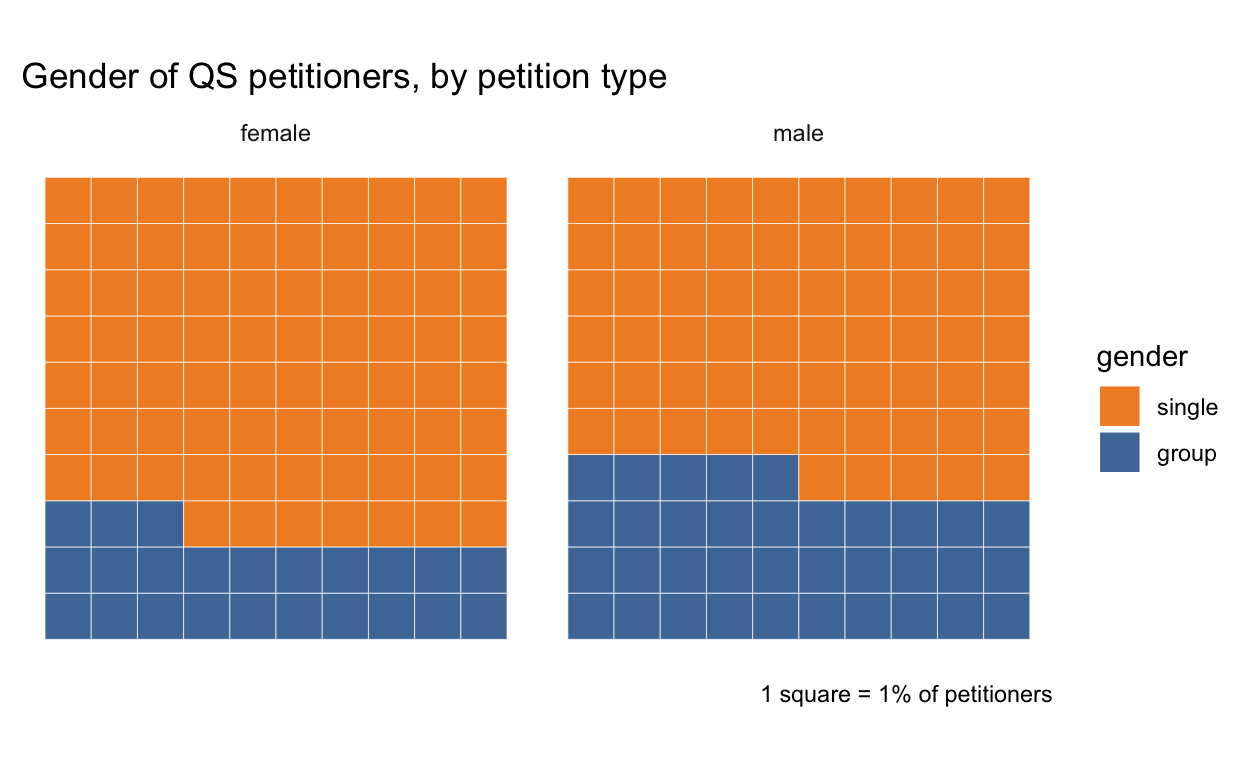 Gender of QS petitioners, by petition type
female
male
gender
single
group
1 square = 1% of petitioners